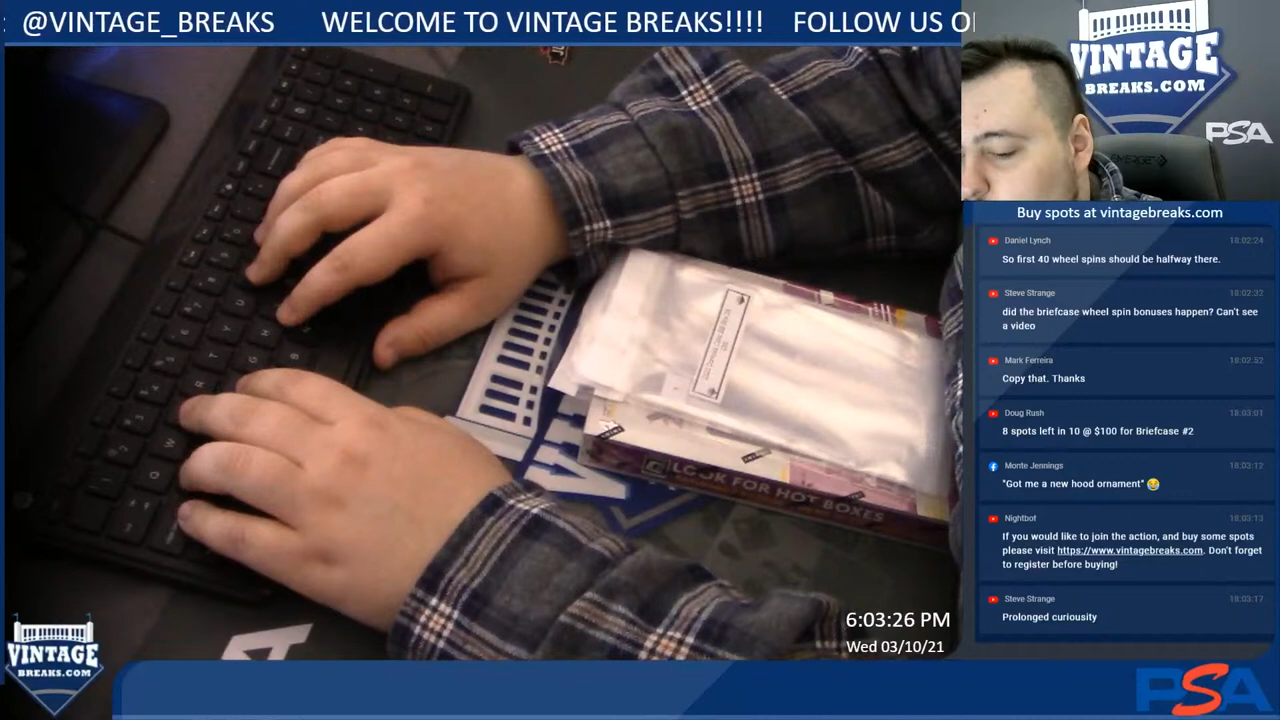 @VINTAGE_BREAKS WELCOME TO VINTAGE BREAKS!!!! FOLLOW US O
VINTAGE
BREAKS.COM
PSA
Buy spots at vintagebreaks.com
Daniel Lynch 18:02:24
So first 40 wheel spins should be halfway there.
Steve Strange 18:02:32
did the briefcase wheel spin bonuses happen? Can't see
a video
Mark Ferreira 18:02:52
Copy that. Thanks
Doug Rush 18:03:01
8 spots left in 10 @ $100 for Briefcase #2
Monte Jennings 18:03:12
"Got me a new hood ornament" 😂
Nightbot 18:03:13
If you would like to join the action, and buy some spots
please visit https://www.vintagebreaks.com. Don't forget
to register before buying!
Steve Strange 18:03:17
Prolonged curiousity
LOOK FOR HOT BOXES
6:03:26 PM
Wed 03/10/21
VINTAGE
BREAKS.COM
PSA